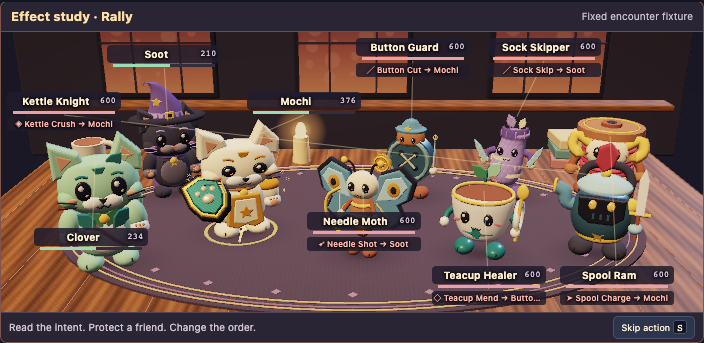 Effect study · Rally
Fixed encounter fixture
Soot 210
Button Guard 600
Button Cut → Mochi
Sock Skipper 600
Sock Skip → Soot
Kettle Knight 600
Kettle Crush → Mochi
Mochi 376
Clover 234
Needle Moth 600
Needle Shot → Soot
Teacup Healer 600
Teacup Mend → Butto...
Spool Ram 600
Spool Charge → Mochi
Read the intent. Protect a friend. Change the order.
Skip action S